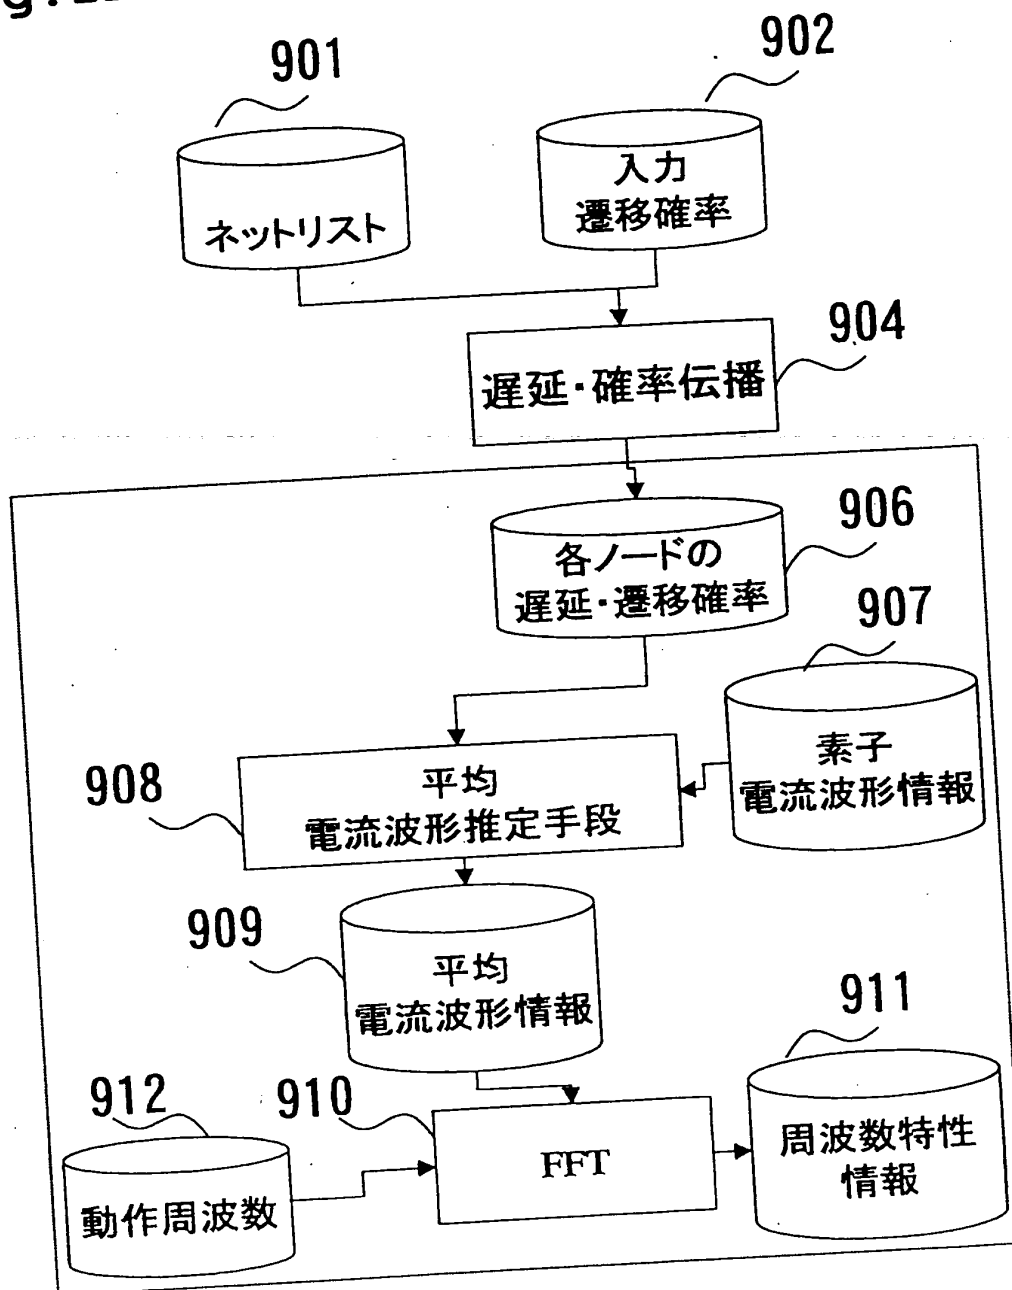 901
902
ネットリスト
入力
遷移確率
904
遅延・確率伝播
906
各ノードの
遅延・遷移確率
907
素子
電流波形情報
908
平均
電流波形推定手段
909
平均
電流波形情報
911
912
910
動作周波数
FFT
周波数特性
情報